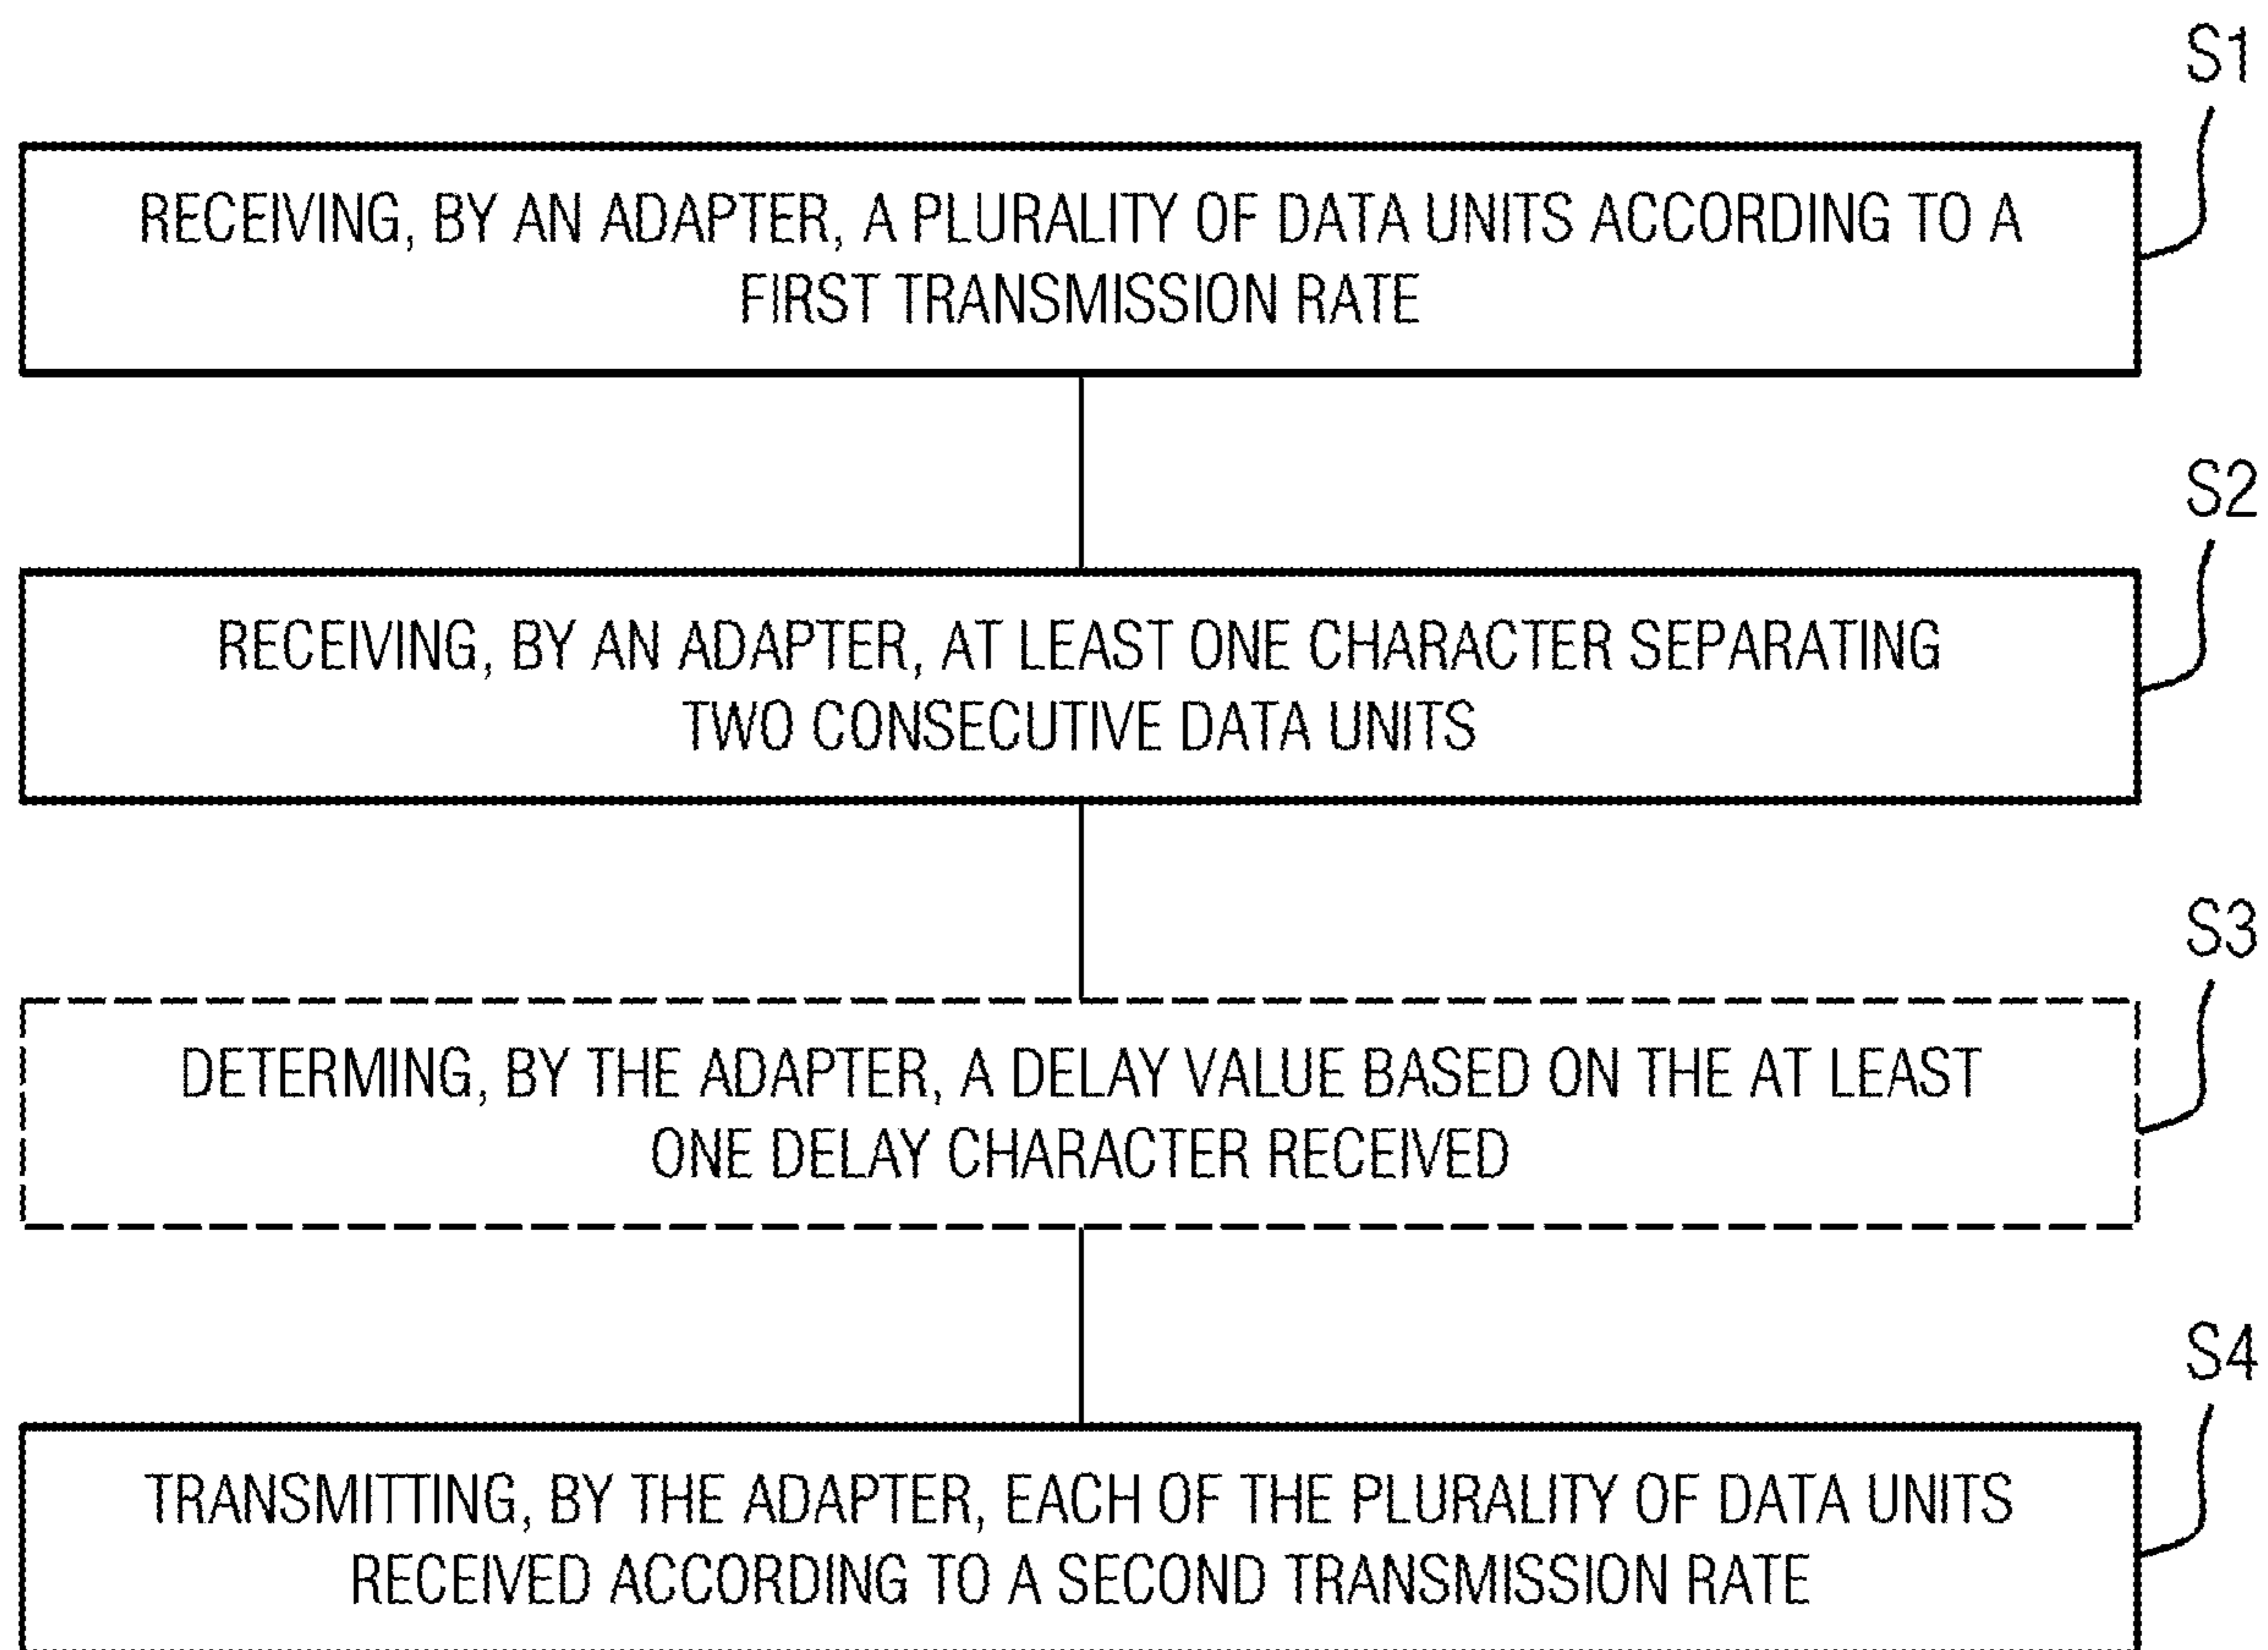 S1
RECEIVING, BY AN ADAPTER, A PLURALITY OF DATA UNITS ACCORDING TO A
FIRST TRANSMISSION RATE
S2
RECEIVING, BY AN ADAPTER, AT LEAST ONE CHARACTER SEPARATING
TWO CONSECUTIVE DATA UNITS
S3
DETERMING, BY THE ADAPTER, A DELAY VALUE BASED ON THE AT LEAST
ONE DELAY CHARACTER RECEIVED
S4
TRANSMITTING, BY THE ADAPTER, EACH OF THE PLURALITY OF DATA UNITS
RECEIVED ACCORDING TO A SECOND TRANSMISSION RATE